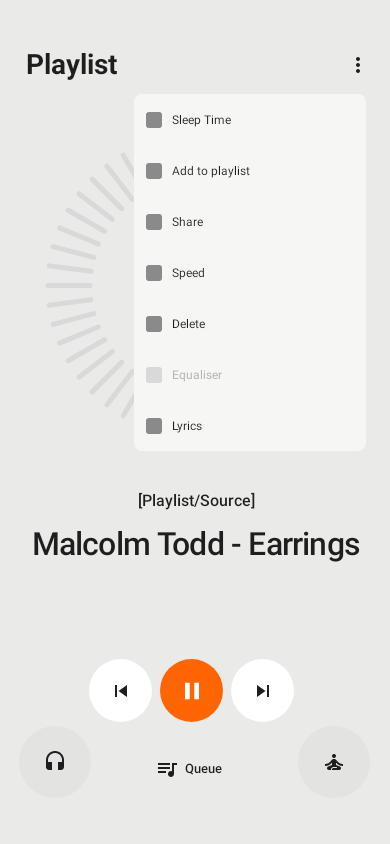 Playlist
Sleep Time
Add to playlist
Share
Speed
Delete
Equaliser
Lyrics
[Playlist/Source]
Malcolm Todd - Earrings
Queue